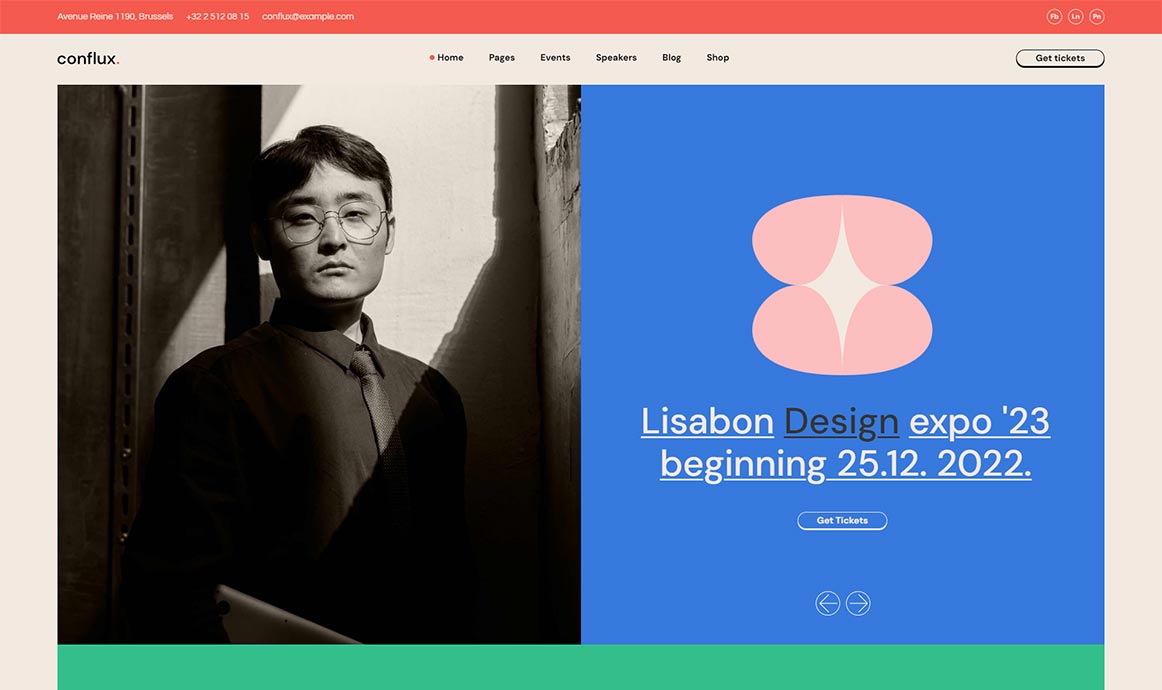 Avenue Reine 1190, Brussels +32 2 512 08 15 conflux@example.com Fb Ln Pn
conflux. Home Pages Events Speakers Blog Shop Get tickets
Lisabon Design expo '23
beginning 25.12. 2022.
Get Tickets